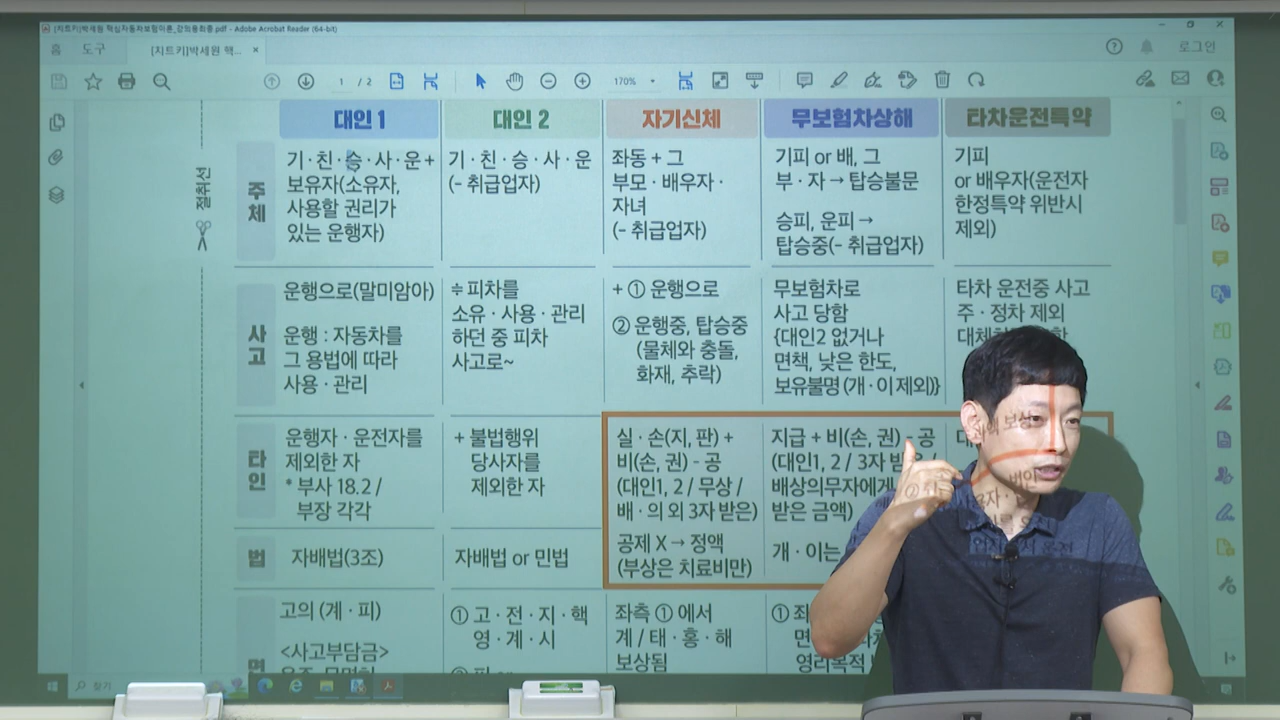 [차트키]박세원 핵심자동차보험이론_강의용최종.pdf - Adobe Acrobat Reader (64-bit)
홈 도구 [차트키]박세원 핵... ×
로그인
1 / 2
170%
절취선
대인 1
대인 2
자기신체
무보험차상해
타차운전특약
주체
기 · 친 · 승 · 사 · 운 +
보유자(소유자,
사용할 권리가
있는 운행자)
기 · 친 · 승 · 사 · 운
(- 취급업자)
좌동 + 그
부모 · 배우자 ·
자녀
(- 취급업자)
기피 or 배, 그
부 · 자 → 탑승불문
승피, 운피 →
탑승중(- 취급업자)
기피
or 배우자(운전자
한정특약 위반시
제외)
사고
운행으로(말미암아)
운행 : 자동차를
그 용법에 따라
사용 · 관리
≑ 피차를
소유 · 사용 · 관리
하던 중 피차
사고로~
+ ① 운행으로
② 운행중, 탑승중
(물체와 충돌,
화재, 추락)
무보험차로
사고 당함
{대인2 없거나
면책, 낮은 한도,
보유불명 (개 · 이 제외)}
타차 운전중 사고
주 · 정차 제외
타인
운행자 · 운전자를
제외한 자
* 부사 18.2 /
부장 각각
+ 불법행위
당사자를
제외한 자
실 · 손(지, 판) +
비(손, 권) - 공
(대인1, 2 / 무상 /
배 · 의 외 3자 받은)
공제 X → 정액
(부상은 치료비만)
지급 + 비(손, 권) - 공
(대인1, 2 / 3자
배상의무자에게
받은 금액)
개 · 이는
법
자배법(3조)
자배법 or 민법
면
고의 (계 · 피)
<사고부담금>
① 고 · 전 · 지 · 핵
영 · 계 · 시
좌측 ① 에서
계 / 태 · 홍 · 해
보상됨
①
영리목적
찾기